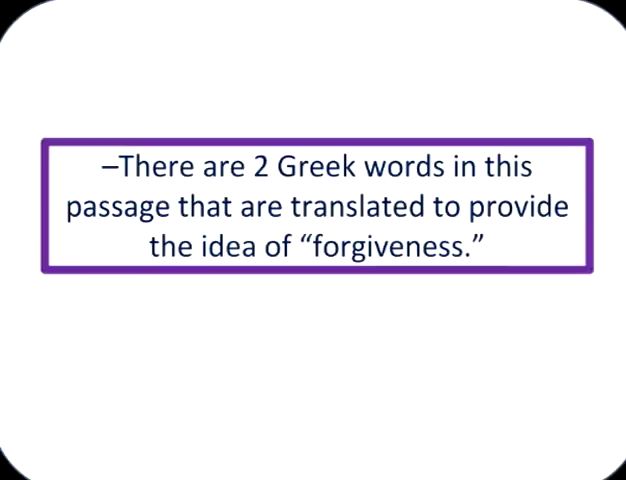 –There are 2 Greek words in this
passage that are translated to provide
the idea of “forgiveness.”